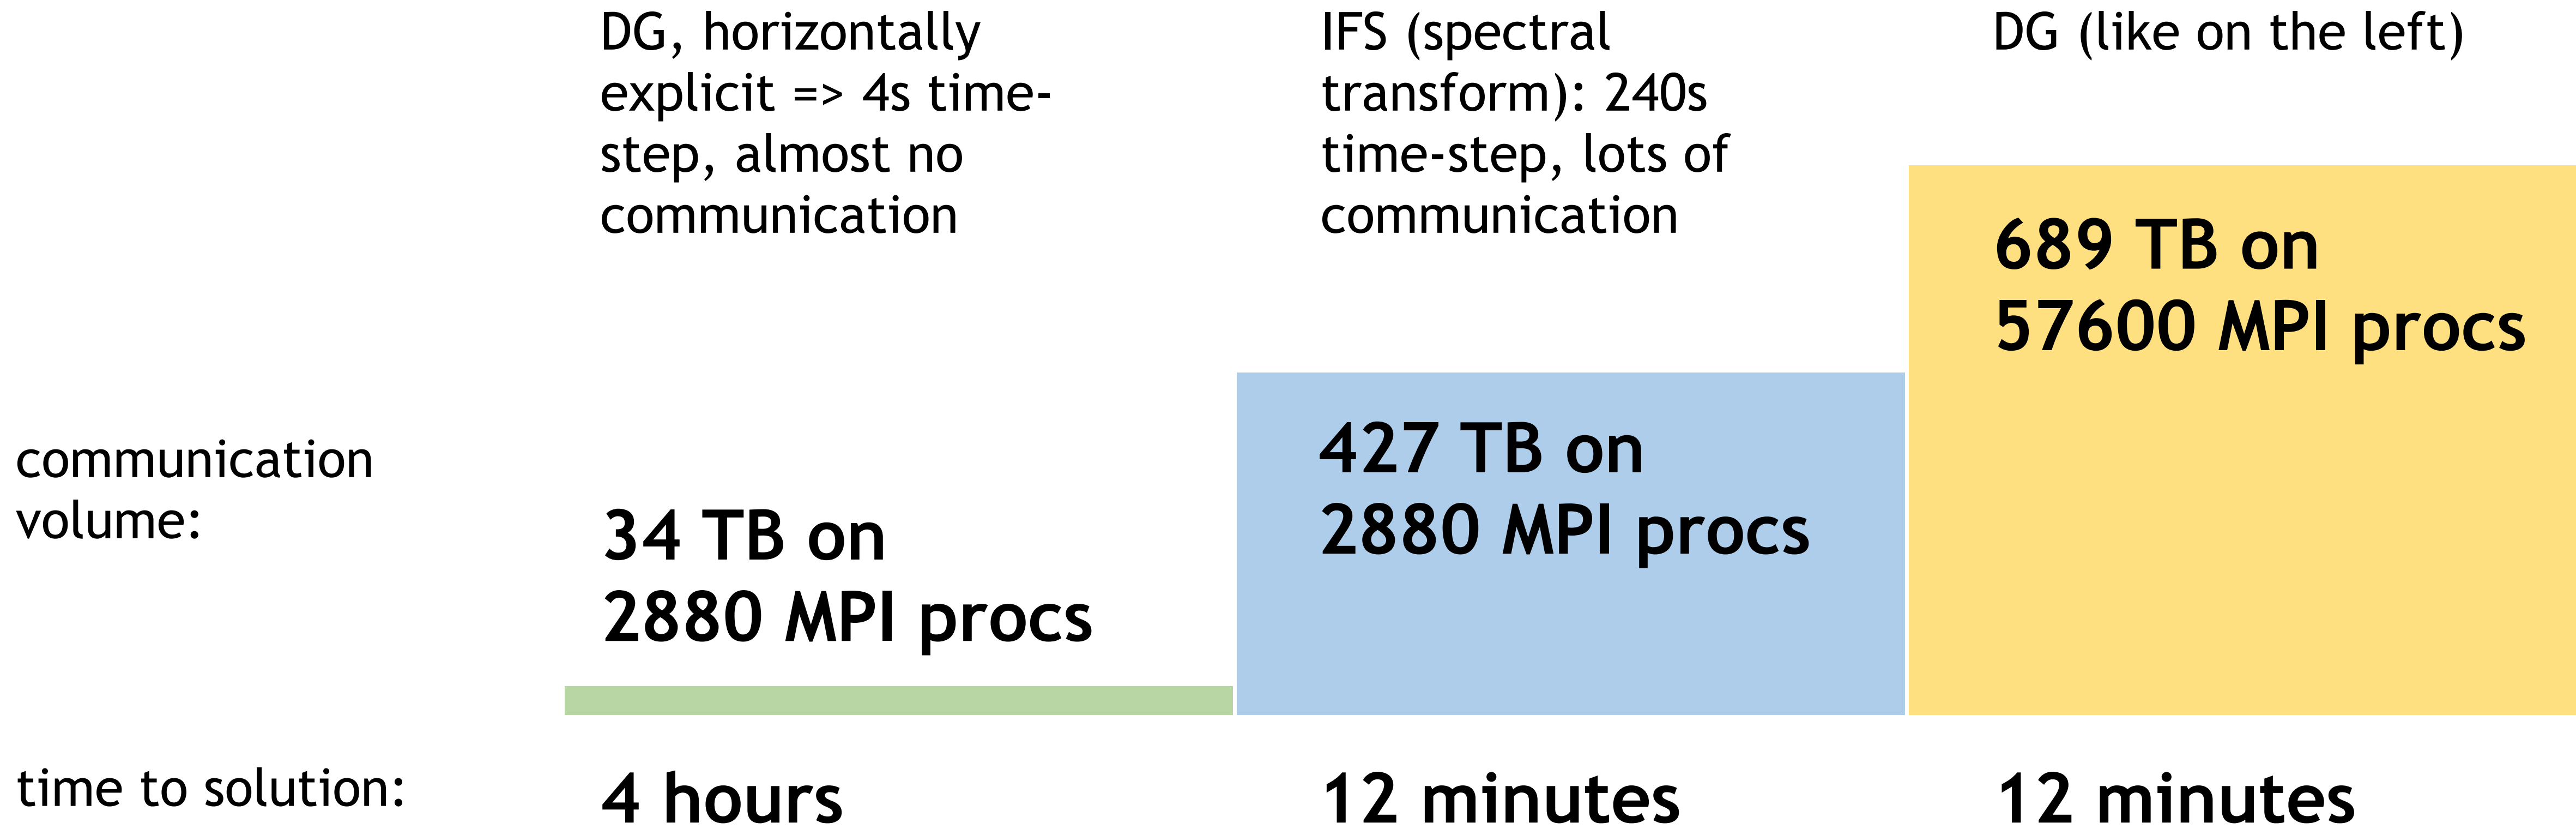 DG, horizontally
explicit => 4s time-
step, almost no
communication
IFS (spectral
transform): 240s
time-step, lots of
communication
DG (like on the left)
communication
volume:
34 TB on
2880 MPI procs
427 TB on
2880 MPI procs
689 TB on
57600 MPI procs
time to solution:
4 hours
12 minutes
12 minutes